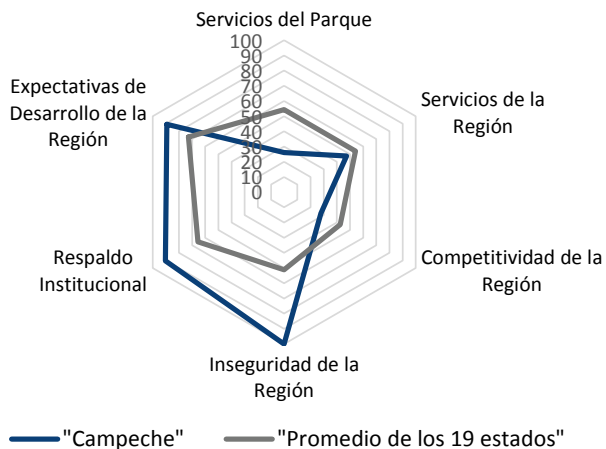 Servicios del Parque
100
90
80
70
60
50
40
30
20
10
0
Servicios de la
Región
Competitividad de la
Región
Inseguridad de la
Región
Respaldo
Institucional
Expectativas de
Desarrollo de la
Región
"Campeche"
"Promedio de los 19 estados"